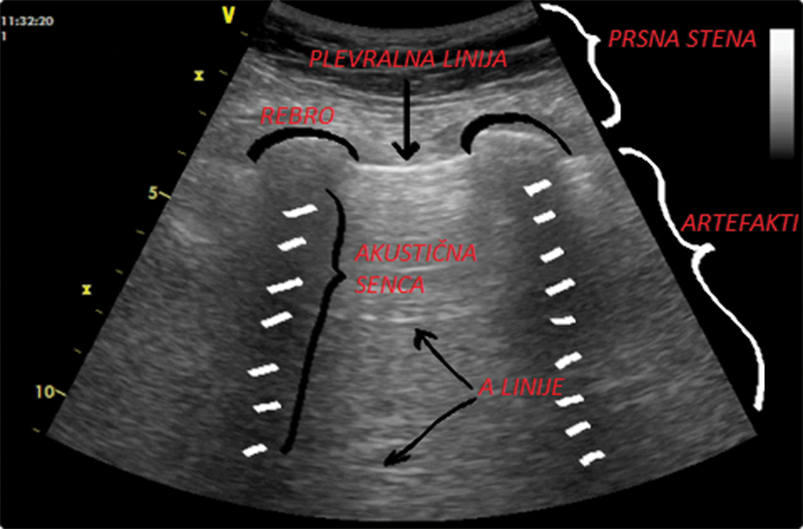 11:32:20
1
V
PRSNA STENA
PLEVRALNA LINIJA
REBRO
5
ARTEFAKTI
AKUSTIČNA
SENCA
A LINIJE
10